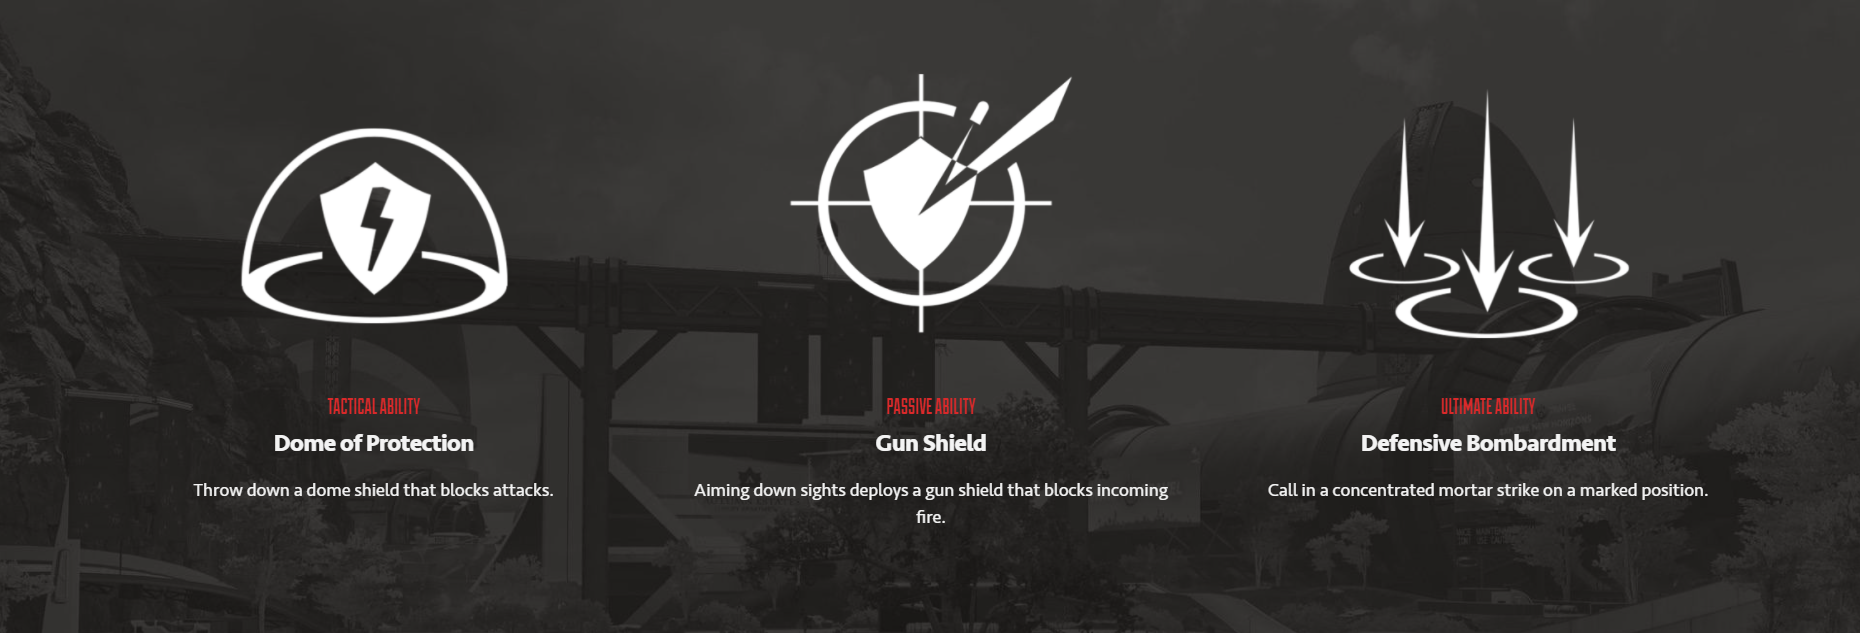 TACTICAL ABILITY
Dome of Protection
Throw down a dome shield that blocks attacks.
PASSIVE ABILITY
Gun Shield
Aiming down sights deploys a gun shield that blocks incoming
fire.
ULTIMATE ABILITY
Defensive Bombardment
Call in a concentrated mortar strike on a marked position.